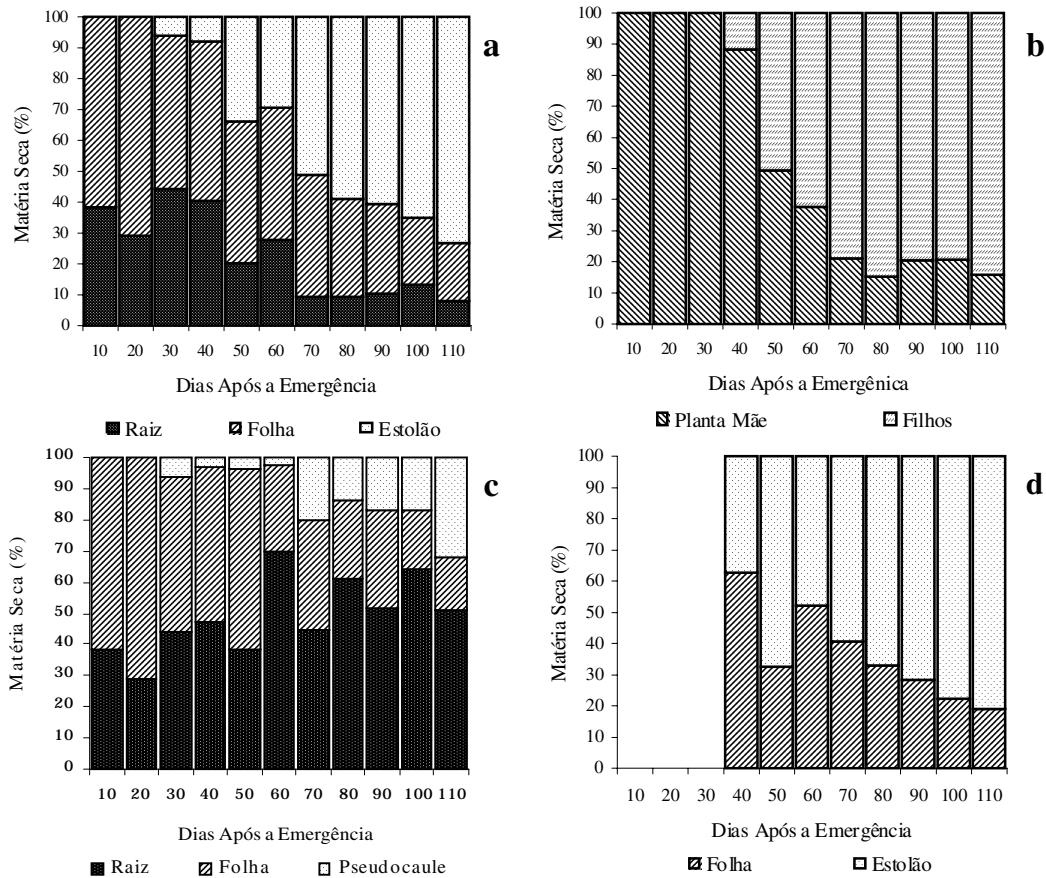 a
Matéria Seca (%)
100
90
80
70
60
50
40
30
20
10
0
10 20 30 40 50 60 70 80 90 100 110
Dias Após a Emergência
Raiz Folha Estolão
b
Matéria Seca (%)
100
90
80
70
60
50
40
30
20
10
0
10 20 30 40 50 60 70 80 90 100 110
Dias Após a Emergênica
Planta Mãe Filhos
c
Matéria Seca (%)
100
90
80
70
60
50
40
30
20
10
0
10 20 30 40 50 60 70 80 90 100 110
Dias Após a Emergência
Raiz Folha Pseudocaule
d
Matéria Seca (%)
100
90
80
70
60
50
40
30
20
10
0
10 20 30 40 50 60 70 80 90 100 110
Dias Após a Emergência
Folha Estolão